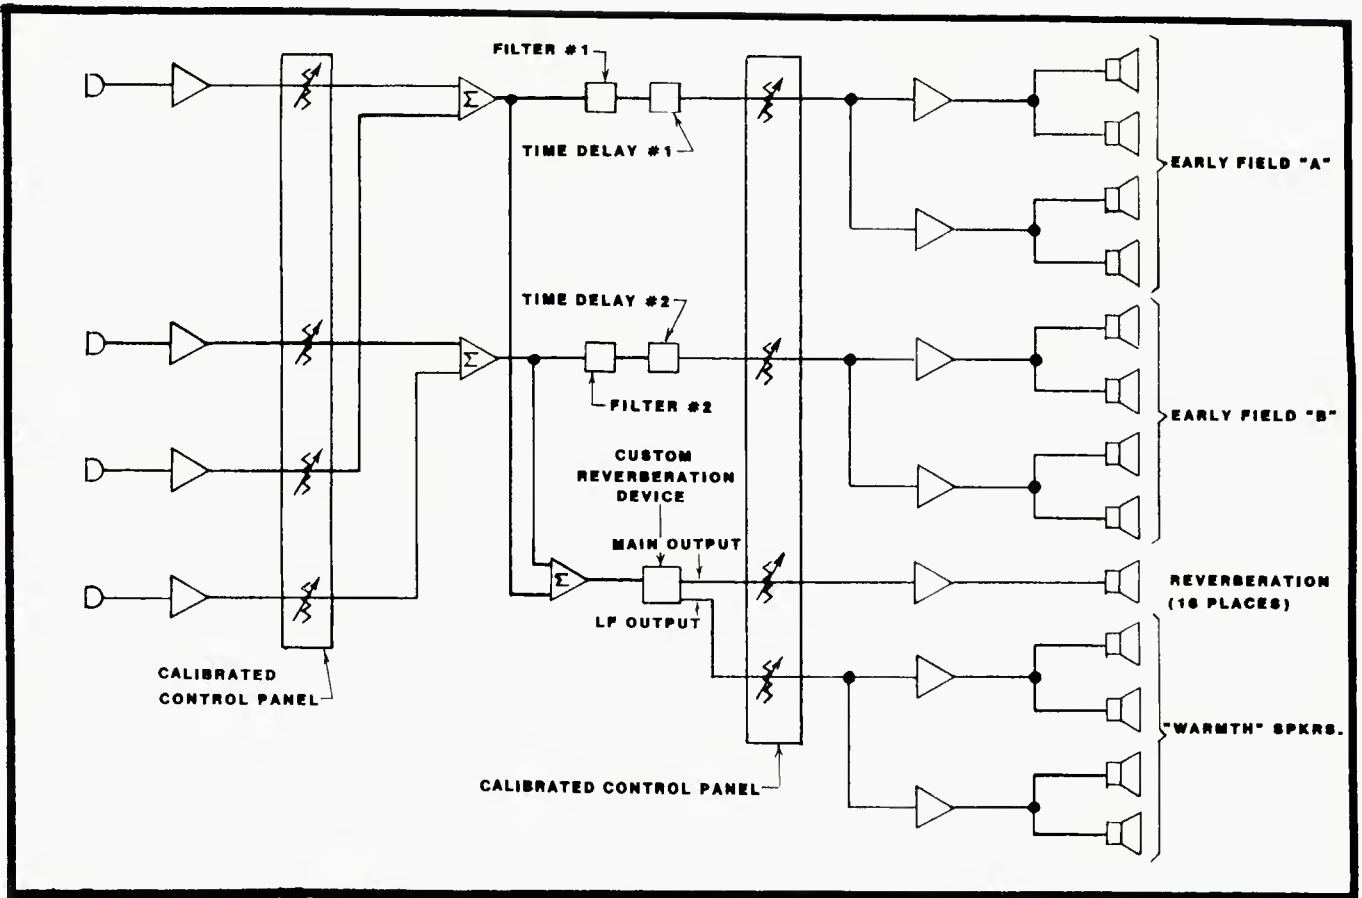 FILTER #1
TIME DELAY #1
EARLY FIELD "A"
TIME DELAY #2
FILTER #2
EARLY FIELD "B"
CUSTOM
REVERBERATION
DEVICE
MAIN OUTPUT
LF OUTPUT
REVERBERATION
(16 PLACES)
CALIBRATED
CONTROL PANEL
"WARMTH" SPKRS.
CALIBRATED CONTROL PANEL
Σ
Σ
Σ